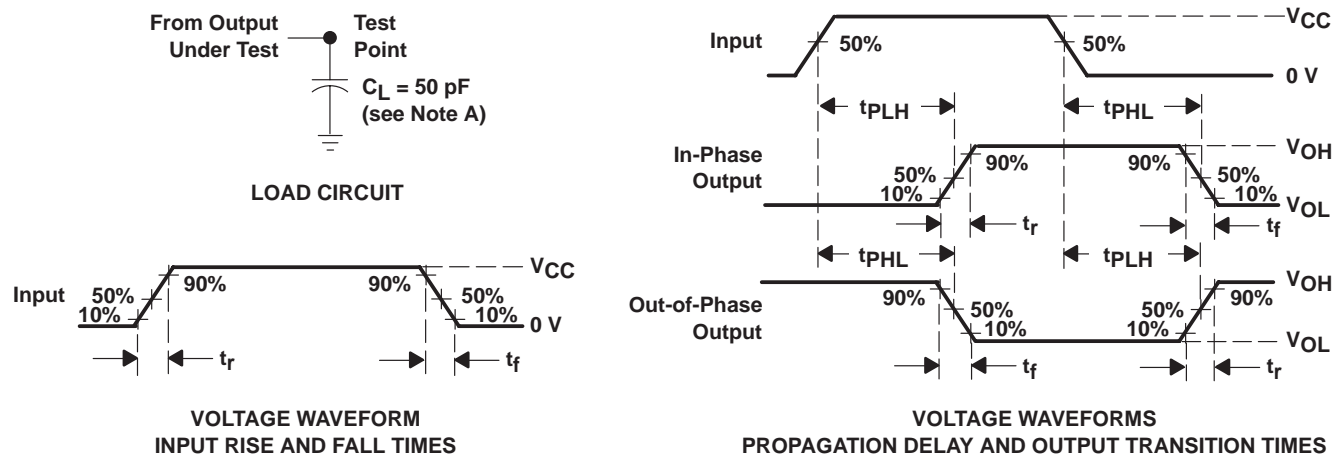 From Output
Under Test
Test
Point
CL = 50 pF
(see Note A)
LOAD CIRCUIT
Input
50%
10%
90%
90%
50%
10%
VCC
0 V
tr
tf
VOLTAGE WAVEFORM
INPUT RISE AND FALL TIMES
Input
50%
50%
VCC
0 V
tPLH
tPHL
In-Phase
Output
50%
10%
90%
90%
50%
10%
VOH
VOL
tr
tf
tPHL
tPLH
Out-of-Phase
Output
90%
50%
10%
50%
10%
90%
VOH
VOL
tf
tr
VOLTAGE WAVEFORMS
PROPAGATION DELAY AND OUTPUT TRANSITION TIMES